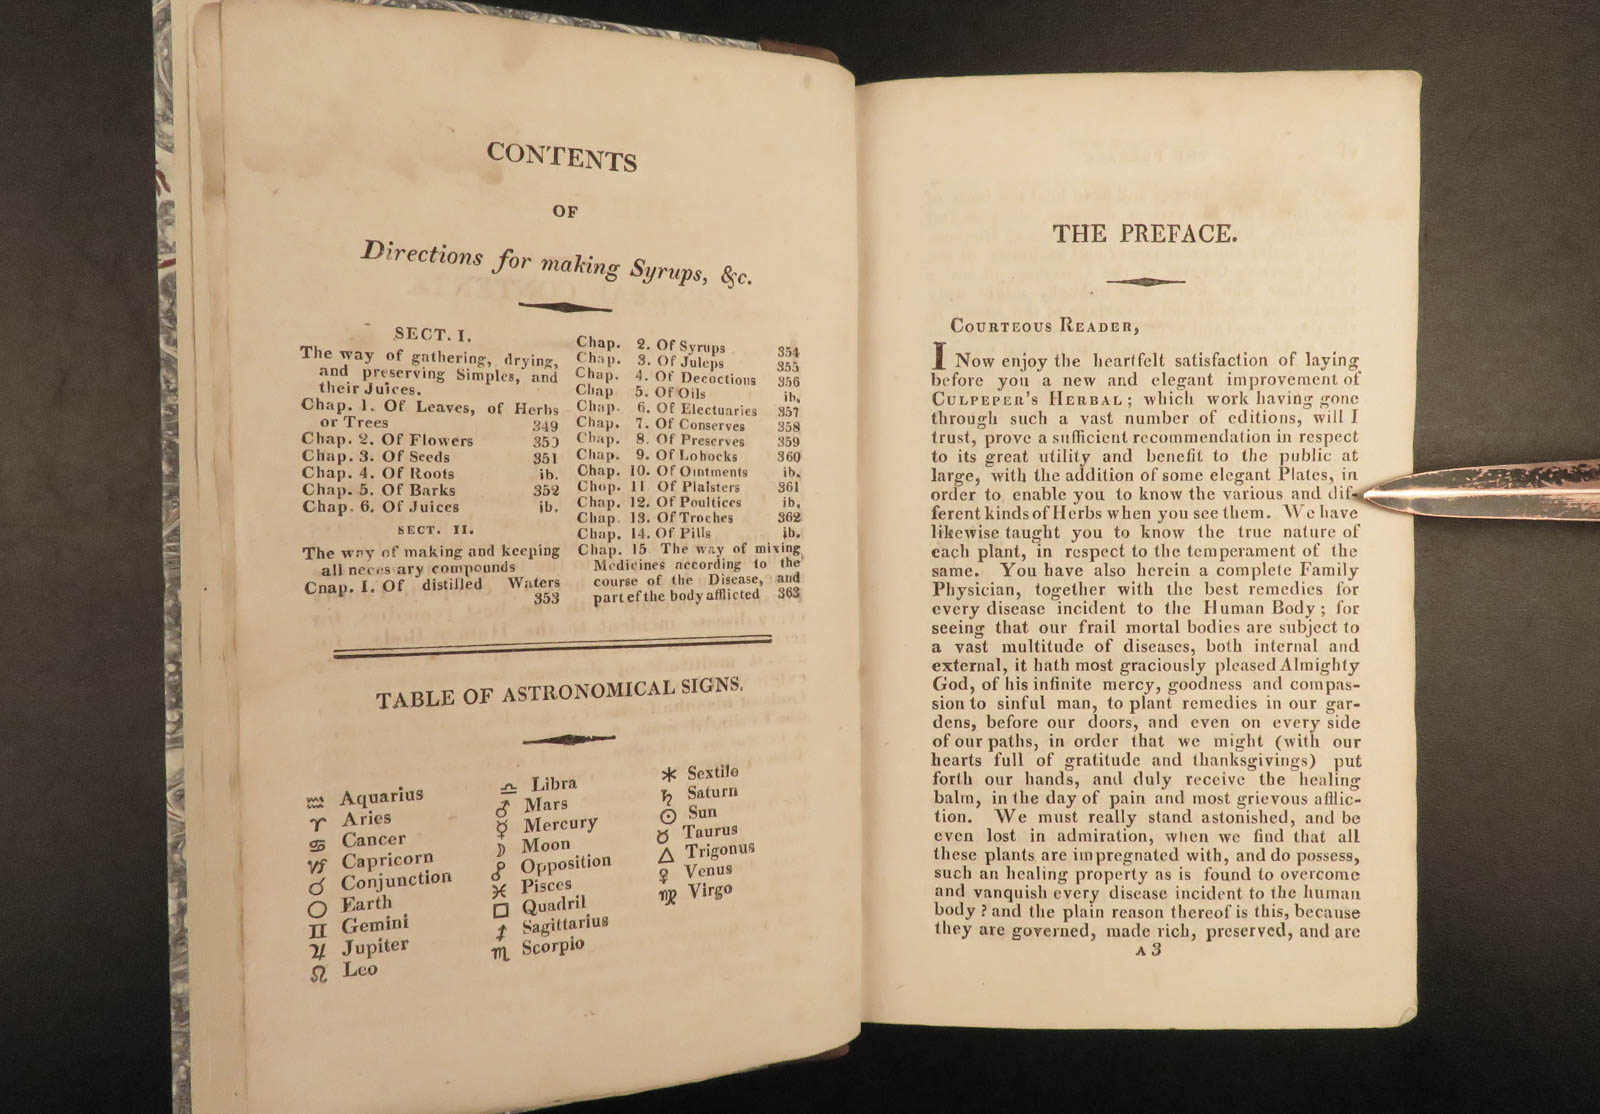 CONTENTS
OF
Directions for making Syrups, &c.
SECT. I.
The way of gathering, drying,
and preserving Simples, and
their Juices.
Chap. 1. Of Leaves, of Herbs
or Trees 349
Chap. 2. Of Flowers 350
Chap. 3. Of Seeds 351
Chap. 4. Of Roots ib.
Chap. 5. Of Barks 352
Chap. 6. Of Juices ib.
SECT. II.
The way of making and keeping
all neces ary compounds
Cnap. I. Of distilled Waters
353
Chap. 2. Of Syrups 354
Chap. 3. Of Juleps 355
Chap. 4. Of Decoctions 356
Chap 5. Of Oils ib.
Chap. 6. Of Electuaries 357
Chap. 7. Of Conserves 358
Chap. 8. Of Preserves 359
Chap. 9. Of Lohocks 360
Chap. 10. Of Ointments ib.
Chap. 11 Of Plaisters 361
Chap. 12. Of Poultices ib.
Chap. 13. Of Troches 362
Chap. 14. Of Pills ib.
Chap. 15 The way of mixing
Medicines according to the
course of the Disease, and
part ef the body afflicted 363
TABLE OF ASTRONOMICAL SIGNS.
♒ Aquarius
♈ Aries
♋ Cancer
♑ Capricorn
☌ Conjunction
○ Earth
♊ Gemini
♃ Jupiter
♌ Leo
♎ Libra
♂ Mars
☿ Mercury
☽ Moon
☍ Opposition
♓ Pisces
□ Quadril
♐ Sagittarius
♏ Scorpio
⚹ Sextile
♄ Saturn
☉ Sun
♉ Taurus
△ Trigonus
♀ Venus
♍ Virgo
THE PREFACE.
COURTEOUS READER,
I Now enjoy the heartfelt satisfaction of laying
before you a new and elegant improvement of
CULPEPER'S HERBAL; which work having gone
through such a vast number of editions, will I
trust, prove a sufficient recommendation in respect
to its great utility and benefit to the public at
large, with the addition of some elegant Plates, in
order to enable you to know the various and dif-
ferent kinds of Herbs when you see them. We have
likewise taught you to know the true nature of
each plant, in respect to the temperament of the
same. You have also herein a complete Family
Physician, together with the best remedies for
every disease incident to the Human Body; for
seeing that our frail mortal bodies are subject to
a vast multitude of diseases, both internal and
external, it hath most graciously pleased Almighty
God, of his infinite mercy, goodness and compas-
sion to sinful man, to plant remedies in our gar-
dens, before our doors, and even on every side
of our paths, in order that we might (with our
hearts full of gratitude and thanksgivings) put
forth our hands, and duly receive the healing
balm, in the day of pain and most grievous afflic-
tion. We must really stand astonished, and be
even lost in admiration, when we find that all
these plants are impregnated with, and do possess,
such an healing property as is found to overcome
and vanquish every disease incident to the human
body? and the plain reason thereof is this, because
they are governed, made rich, preserved, and are
A 3